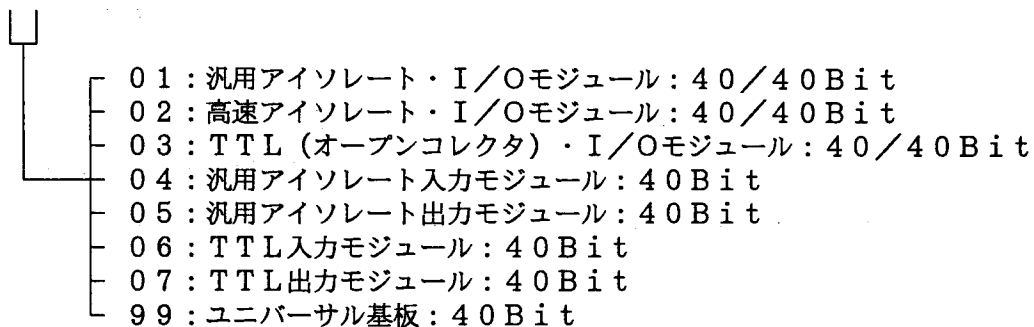 ０１：汎用アイソレート・Ｉ／Ｏモジュール：４０／４０Ｂｉｔ
０２：高速アイソレート・Ｉ／Ｏモジュール：４０／４０Ｂｉｔ
０３：ＴＴＬ（オープンコレクタ）・Ｉ／Ｏモジュール：４０／４０Ｂｉｔ
０４：汎用アイソレート入力モジュール：４０Ｂｉｔ
０５：汎用アイソレート出力モジュール：４０Ｂｉｔ
０６：ＴＴＬ入力モジュール：４０Ｂｉｔ
０７：ＴＴＬ出力モジュール：４０Ｂｉｔ
９９：ユニバーサル基板：４０Ｂｉｔ